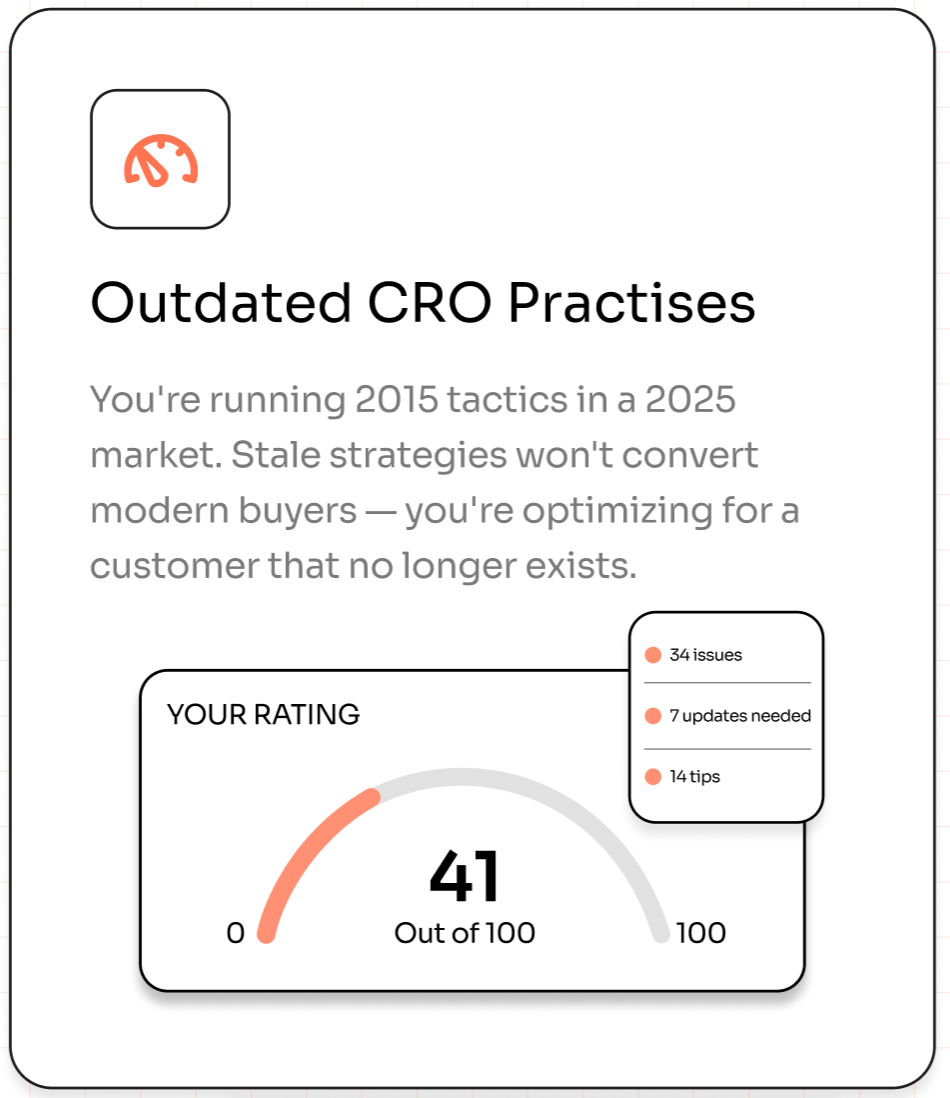 Outdated CRO Practises
You're running 2015 tactics in a 2025
market. Stale strategies won't convert
modern buyers — you're optimizing for a
customer that no longer exists.
34 issues
7 updates needed
14 tips
YOUR RATING
41
0
Out of 100
100